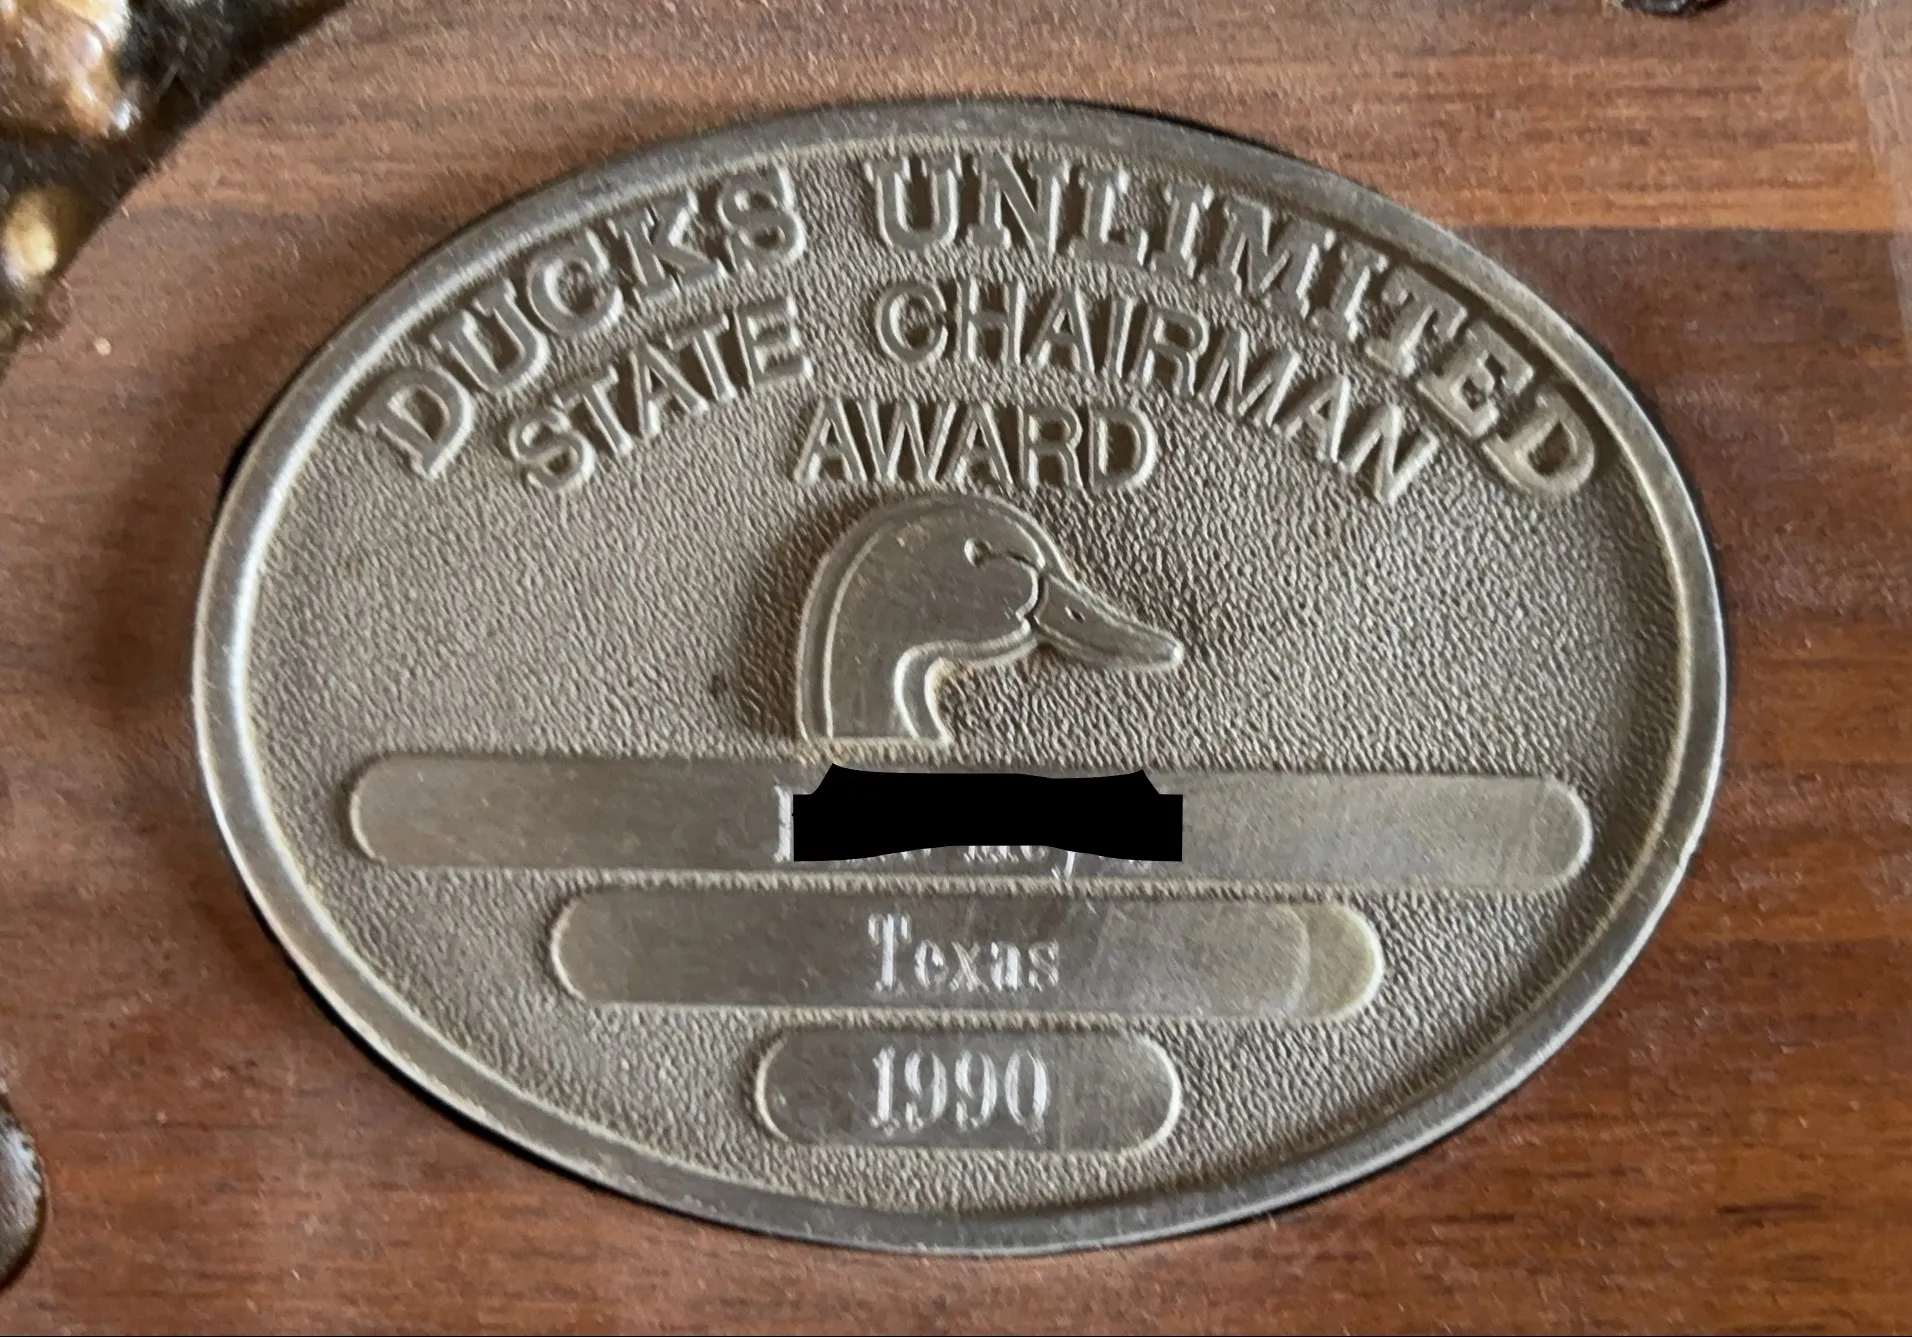 DUCKS UNLIMITED
STATE CHAIRMAN
AWARD
Texas
1990